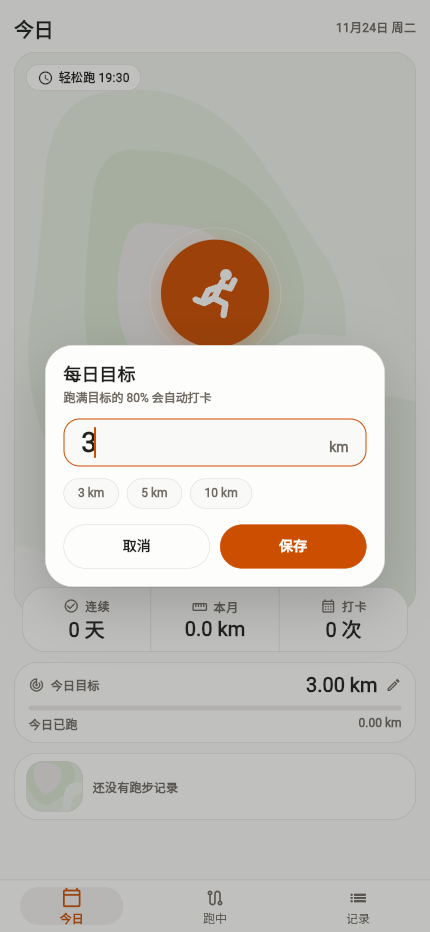 今日
11月24日 周二
轻松跑 19:30
每日目标
跑满目标的 80% 会自动打卡
3
km
3 km
5 km
10 km
取消
保存
连续
本月
打卡
0 天
0.0 km
0 次
今日目标
3.00 km
今日已跑
0.00 km
还没有跑步记录
今日
跑中
记录